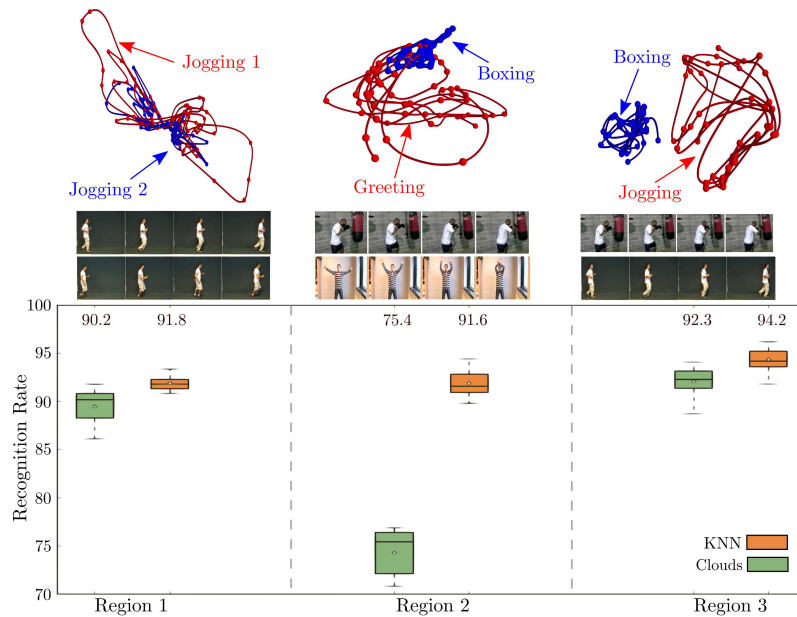 Jogging 1
Jogging 2
Boxing
Greeting
Boxing
Jogging
100
95
90
85
80
75
70
Recognition Rate
90.2
91.8
75.4
91.6
92.3
94.2
KNN
Clouds
Region 1
Region 2
Region 3